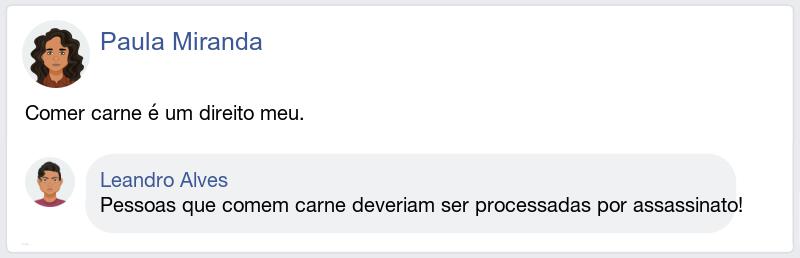 Paula Miranda
Comer carne é um direito meu.
Leandro Alves
Pessoas que comem carne deveriam ser processadas por assassinato!